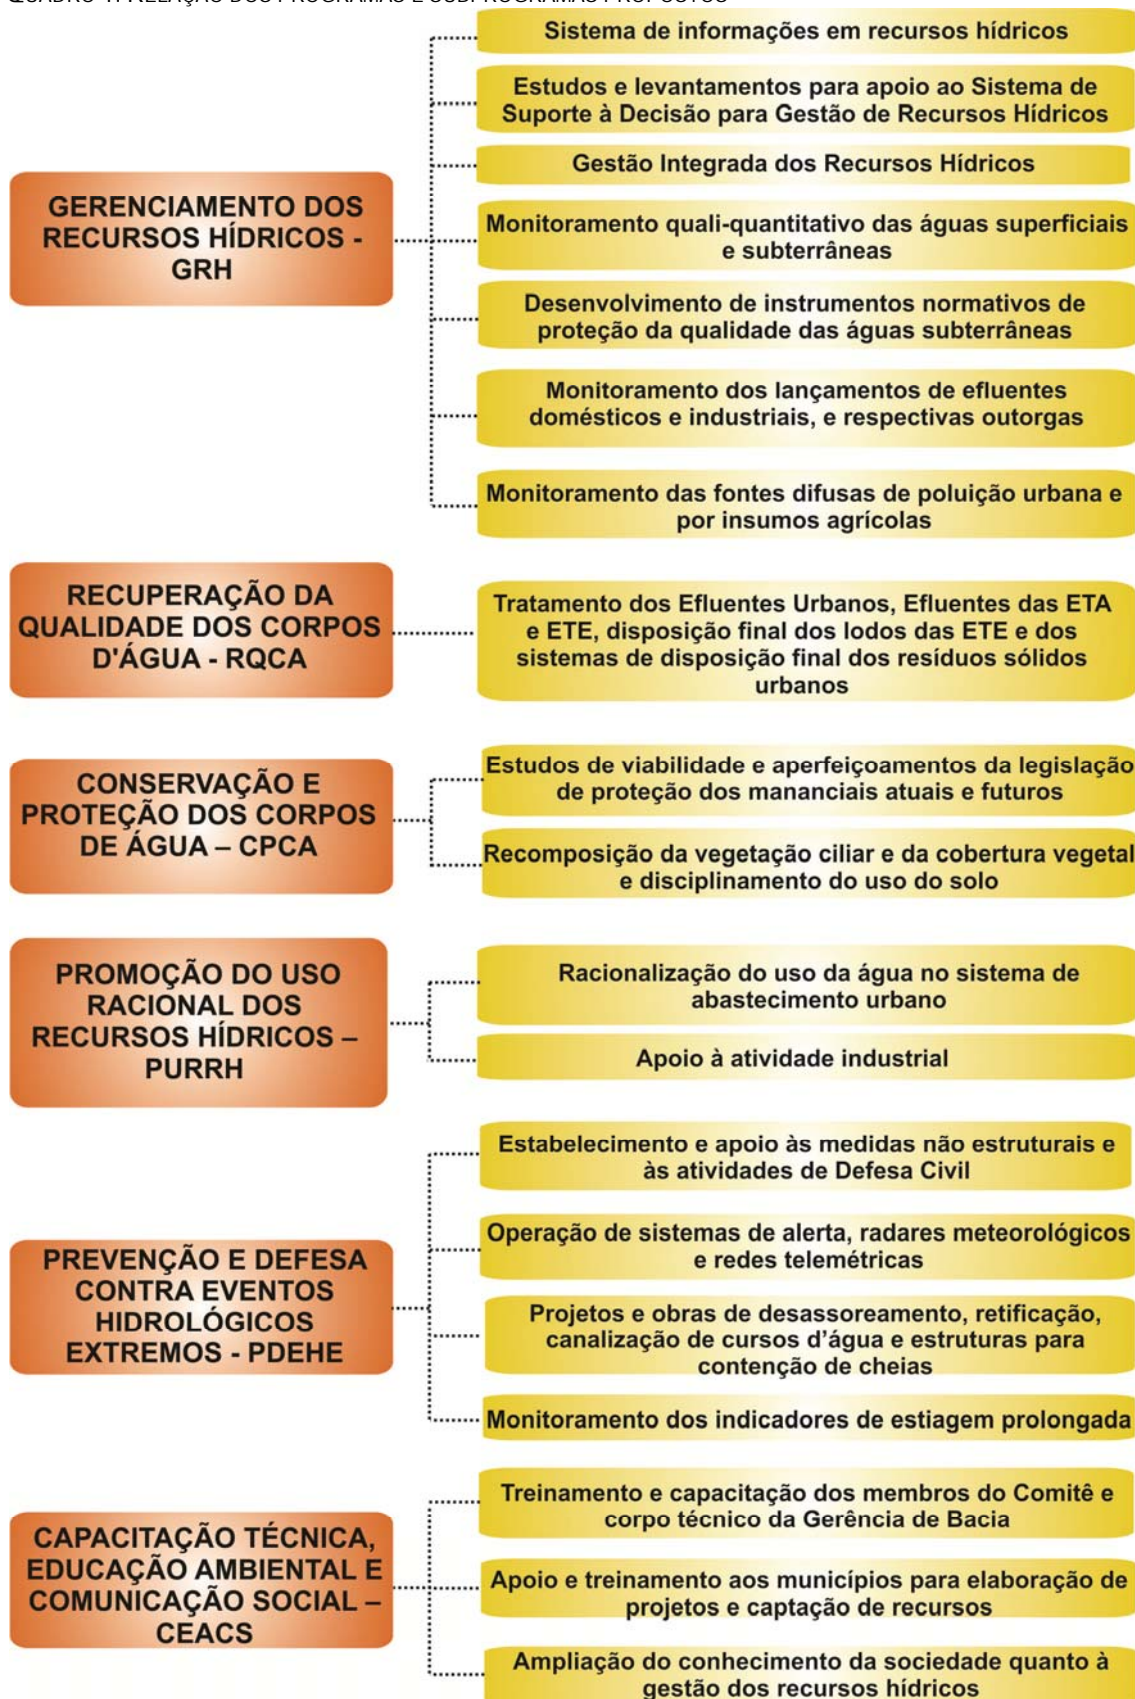 QUADRO 4: RELAÇÃO DOS PROGRAMAS E SUBPROGRAMAS PROPOSTOS
GERENCIAMENTO DOS
RECURSOS HÍDRICOS -
GRH
Sistema de informações em recursos hídricos
Estudos e levantamentos para apoio ao Sistema de
Suporte à Decisão para Gestão de Recursos Hídricos
Gestão Integrada dos Recursos Hídricos
Monitoramento quali-quantitativo das águas superficiais
e subterrâneas
Desenvolvimento de instrumentos normativos de
proteção da qualidade das águas subterrâneas
Monitoramento dos lançamentos de efluentes
domésticos e industriais, e respectivas outorgas
Monitoramento das fontes difusas de poluição urbana e
por insumos agrícolas
RECUPERAÇÃO DA
QUALIDADE DOS CORPOS
D'ÁGUA - RQCA
Tratamento dos Efluentes Urbanos, Efluentes das ETA
e ETE, disposição final dos lodos das ETE e dos
sistemas de disposição final dos resíduos sólidos
urbanos
CONSERVAÇÃO E
PROTEÇÃO DOS CORPOS
DE ÁGUA – CPCA
Estudos de viabilidade e aperfeiçoamentos da legislação
de proteção dos mananciais atuais e futuros
Recomposição da vegetação ciliar e da cobertura vegetal
e disciplinamento do uso do solo
PROMOÇÃO DO USO
RACIONAL DOS
RECURSOS HÍDRICOS –
PURRH
Racionalização do uso da água no sistema de
abastecimento urbano
Apoio à atividade industrial
PREVENÇÃO E DEFESA
CONTRA EVENTOS
HIDROLÓGICOS
EXTREMOS - PDEHE
Estabelecimento e apoio às medidas não estruturais e
às atividades de Defesa Civil
Operação de sistemas de alerta, radares meteorológicos
e redes telemétricas
Projetos e obras de desassoreamento, retificação,
canalização de cursos d’água e estruturas para
contenção de cheias
Monitoramento dos indicadores de estiagem prolongada
CAPACITAÇÃO TÉCNICA,
EDUCAÇÃO AMBIENTAL E
COMUNICAÇÃO SOCIAL –
CEACS
Treinamento e capacitação dos membros do Comitê e
corpo técnico da Gerência de Bacia
Apoio e treinamento aos municípios para elaboração de
projetos e captação de recursos
Ampliação do conhecimento da sociedade quanto à
gestão dos recursos hídricos